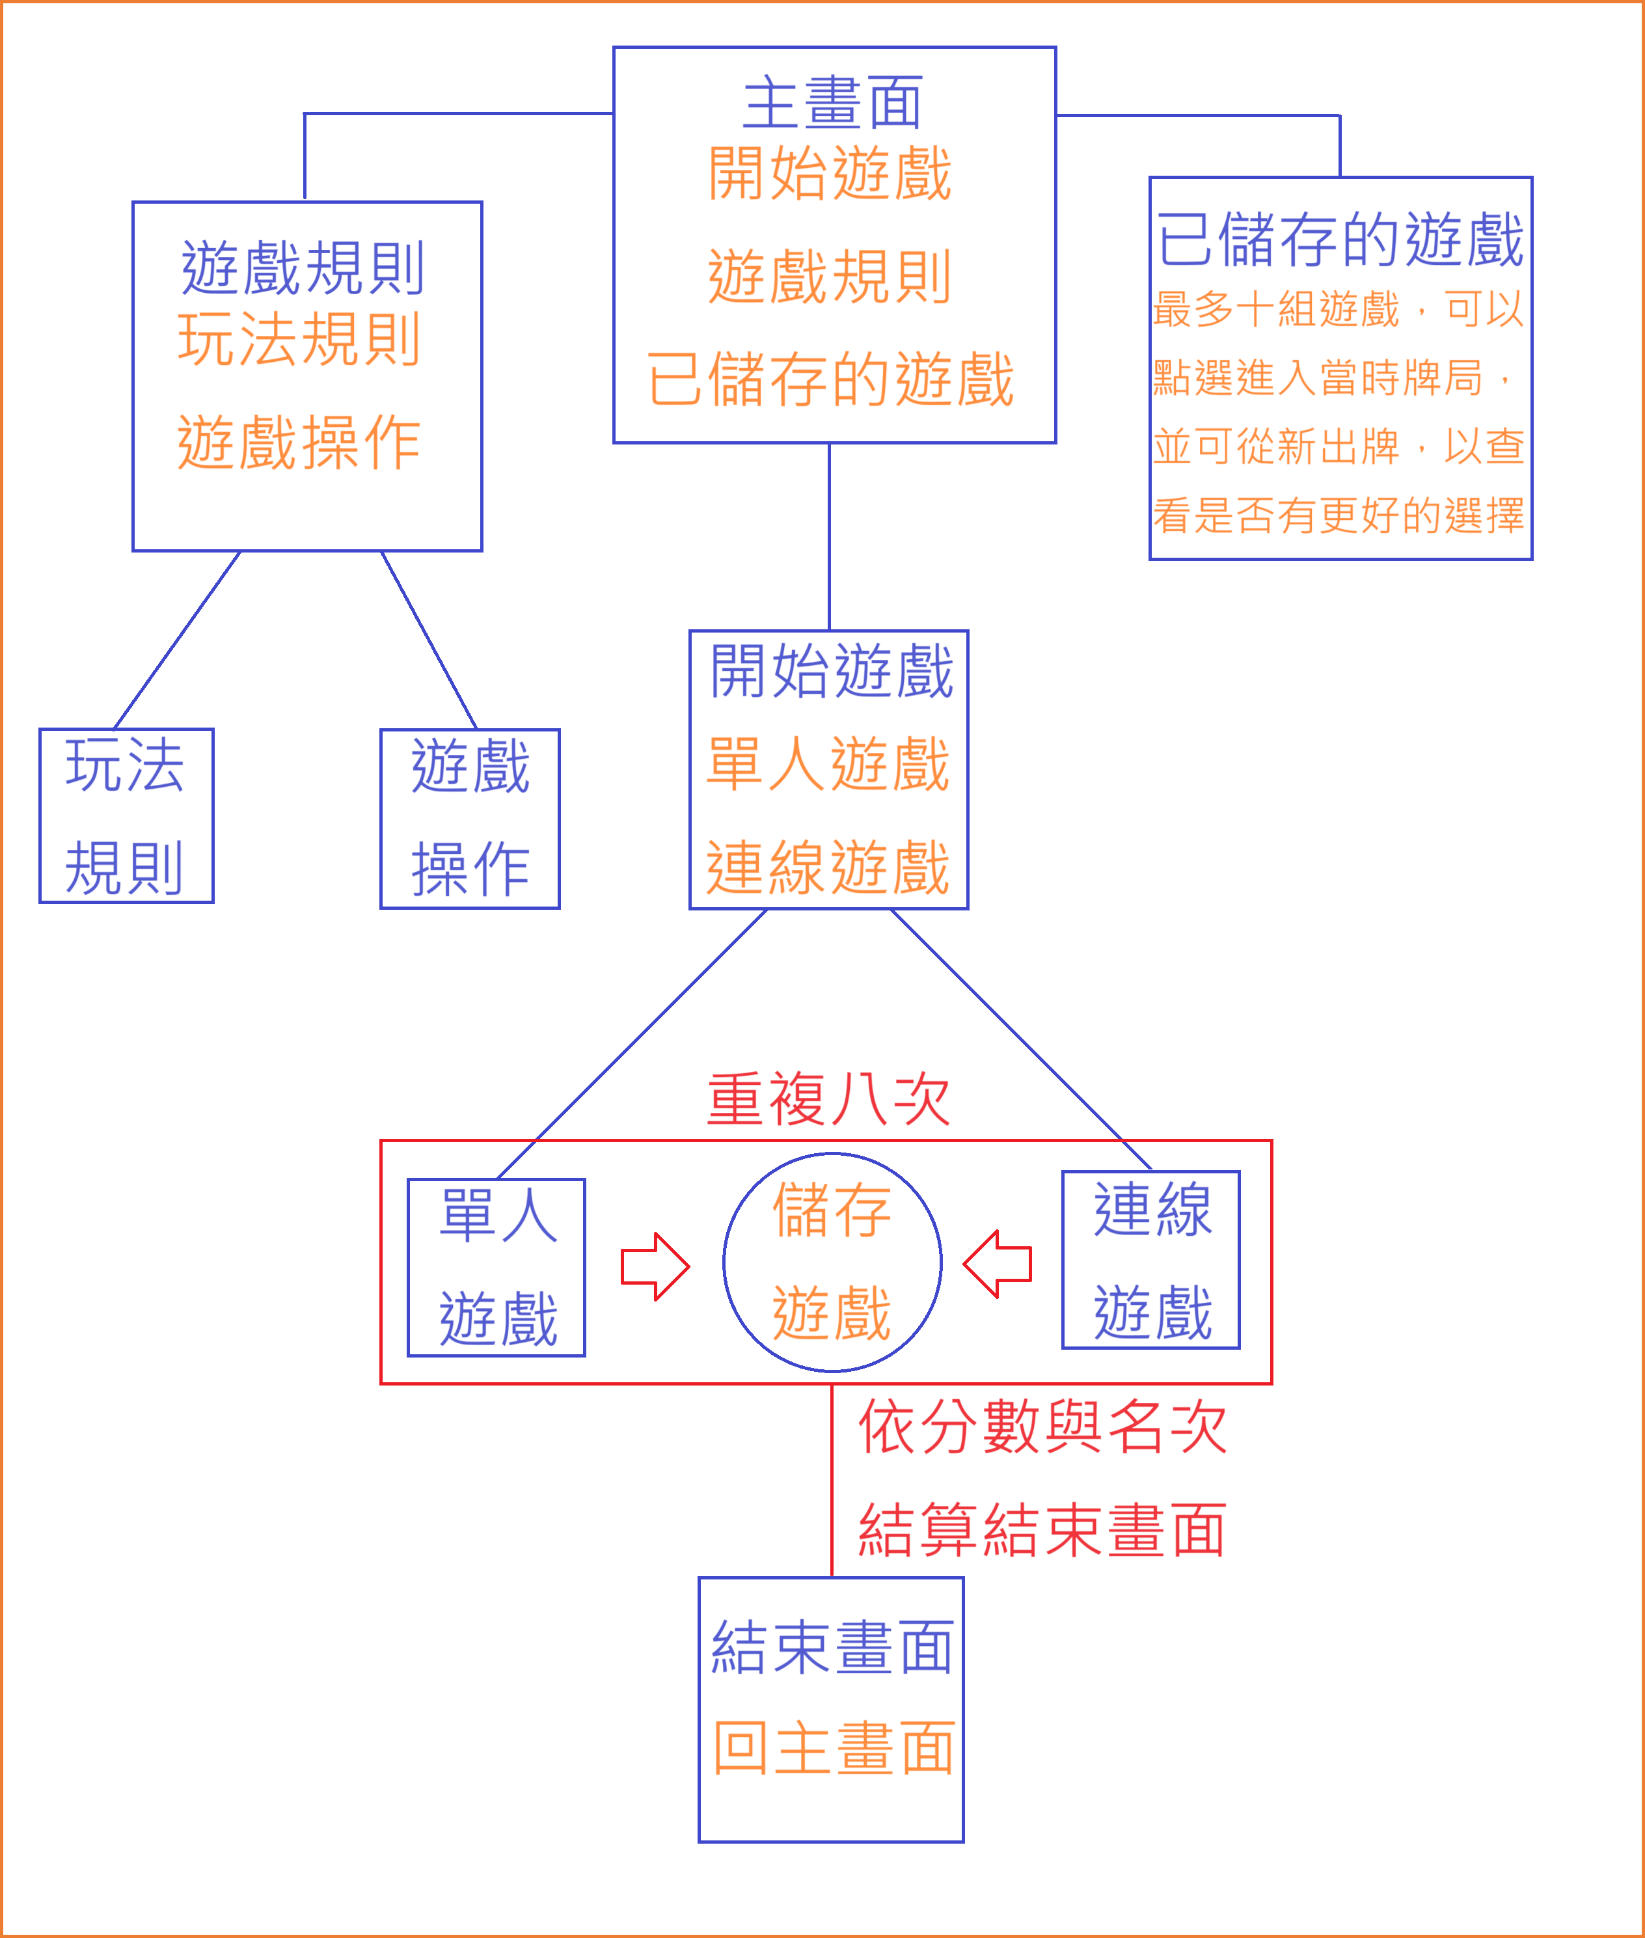 主畫面
開始遊戲
遊戲規則
已儲存的遊戲
遊戲規則
玩法規則
遊戲操作
已儲存的遊戲
最多十組遊戲，可以
點選進入當時牌局，
並可從新出牌，以查
看是否有更好的選擇
玩法
規則
遊戲
操作
開始遊戲
單人遊戲
連線遊戲
重複八次
單人
遊戲
儲存
遊戲
連線
遊戲
依分數與名次
結算結束畫面
結束畫面
回主畫面